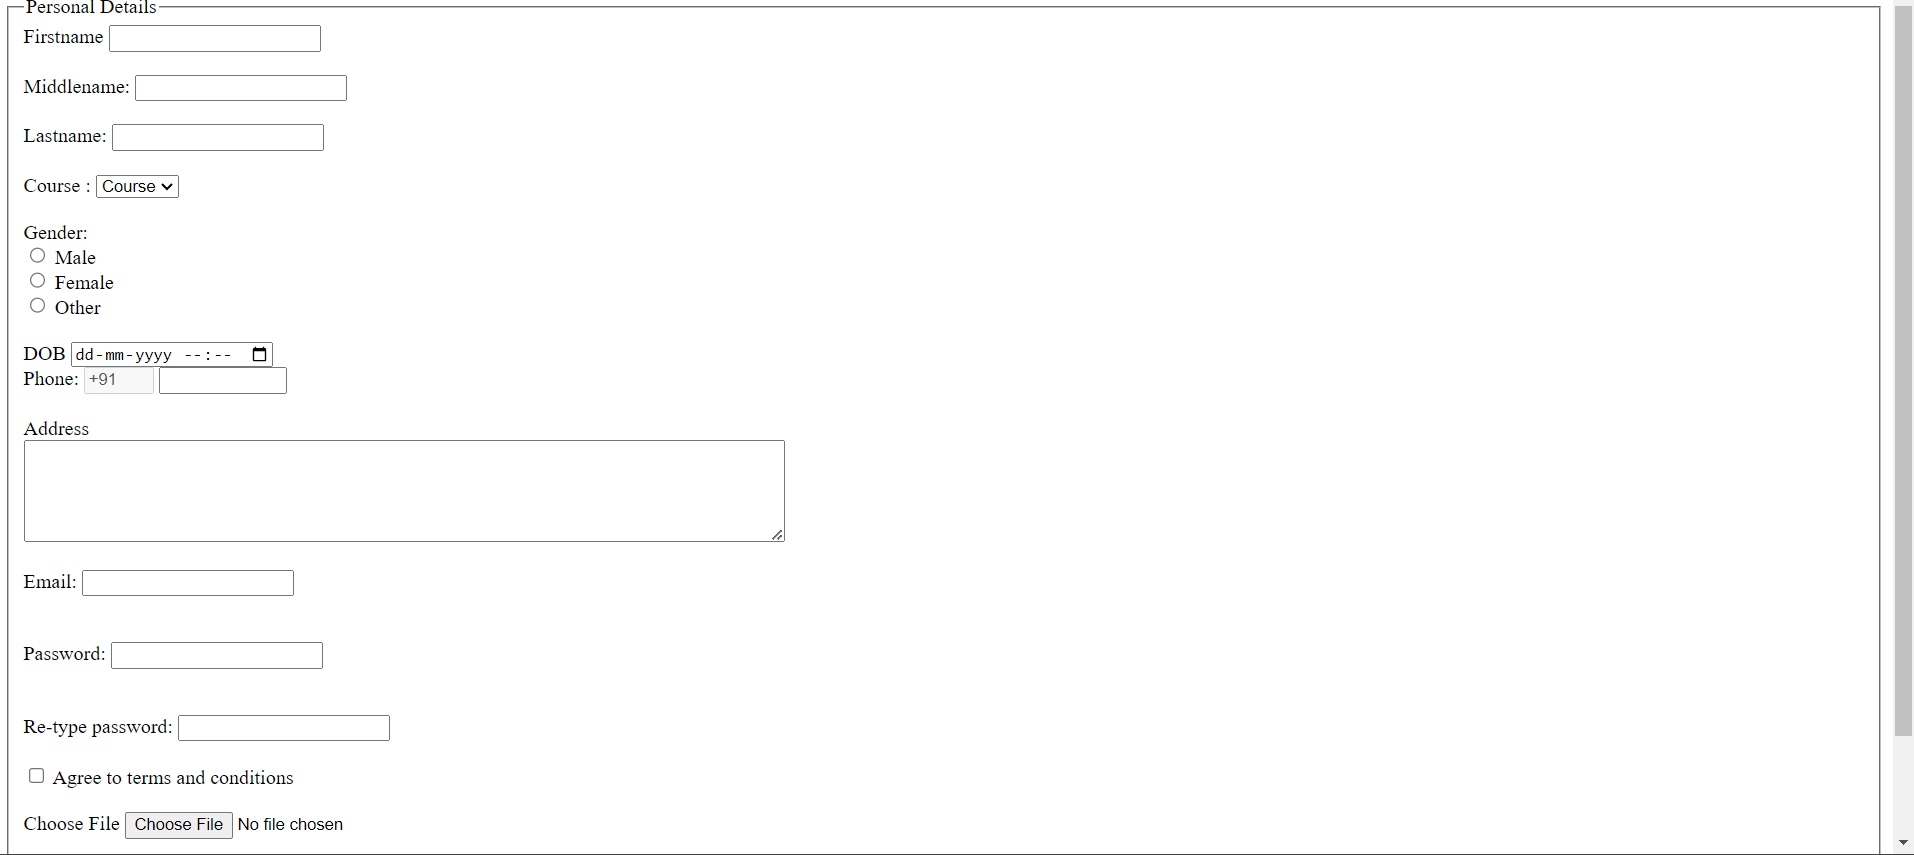 Personal Details
Firstname
Middlename:
Lastname:
Course : Course
Gender:
Male
Female
Other
DOB dd-mm-yyyy --:--
Phone: +91
Address
Email:
Password:
Re-type password:
Agree to terms and conditions
Choose File Choose File No file chosen